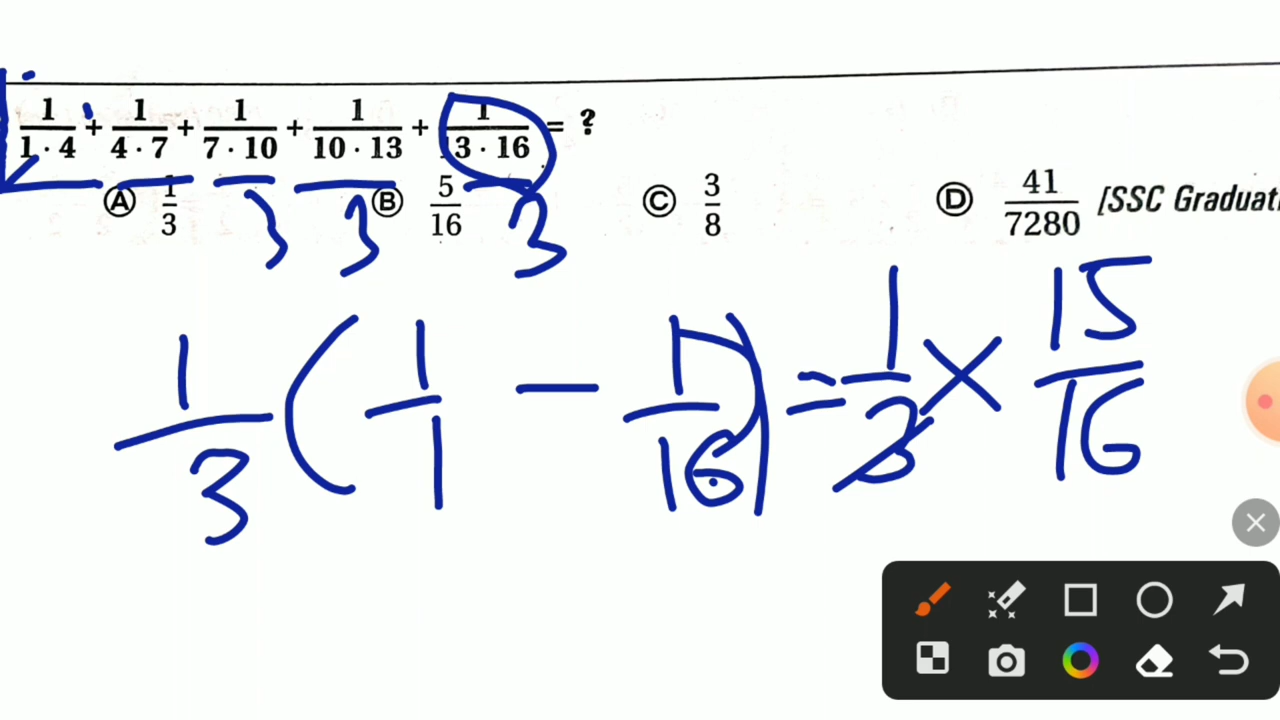 1/(1 · 4) + 1/(4 · 7) + 1/(7 · 10) + 1/(10 · 13) + 1/(13 · 16) = ?
Ⓐ 1/3 Ⓑ 5/16 Ⓒ 3/8 Ⓓ 41/7280 [SSC Graduat
3 3 3
1/3 (1/1 − 1/16) = 1/3 × 15/16